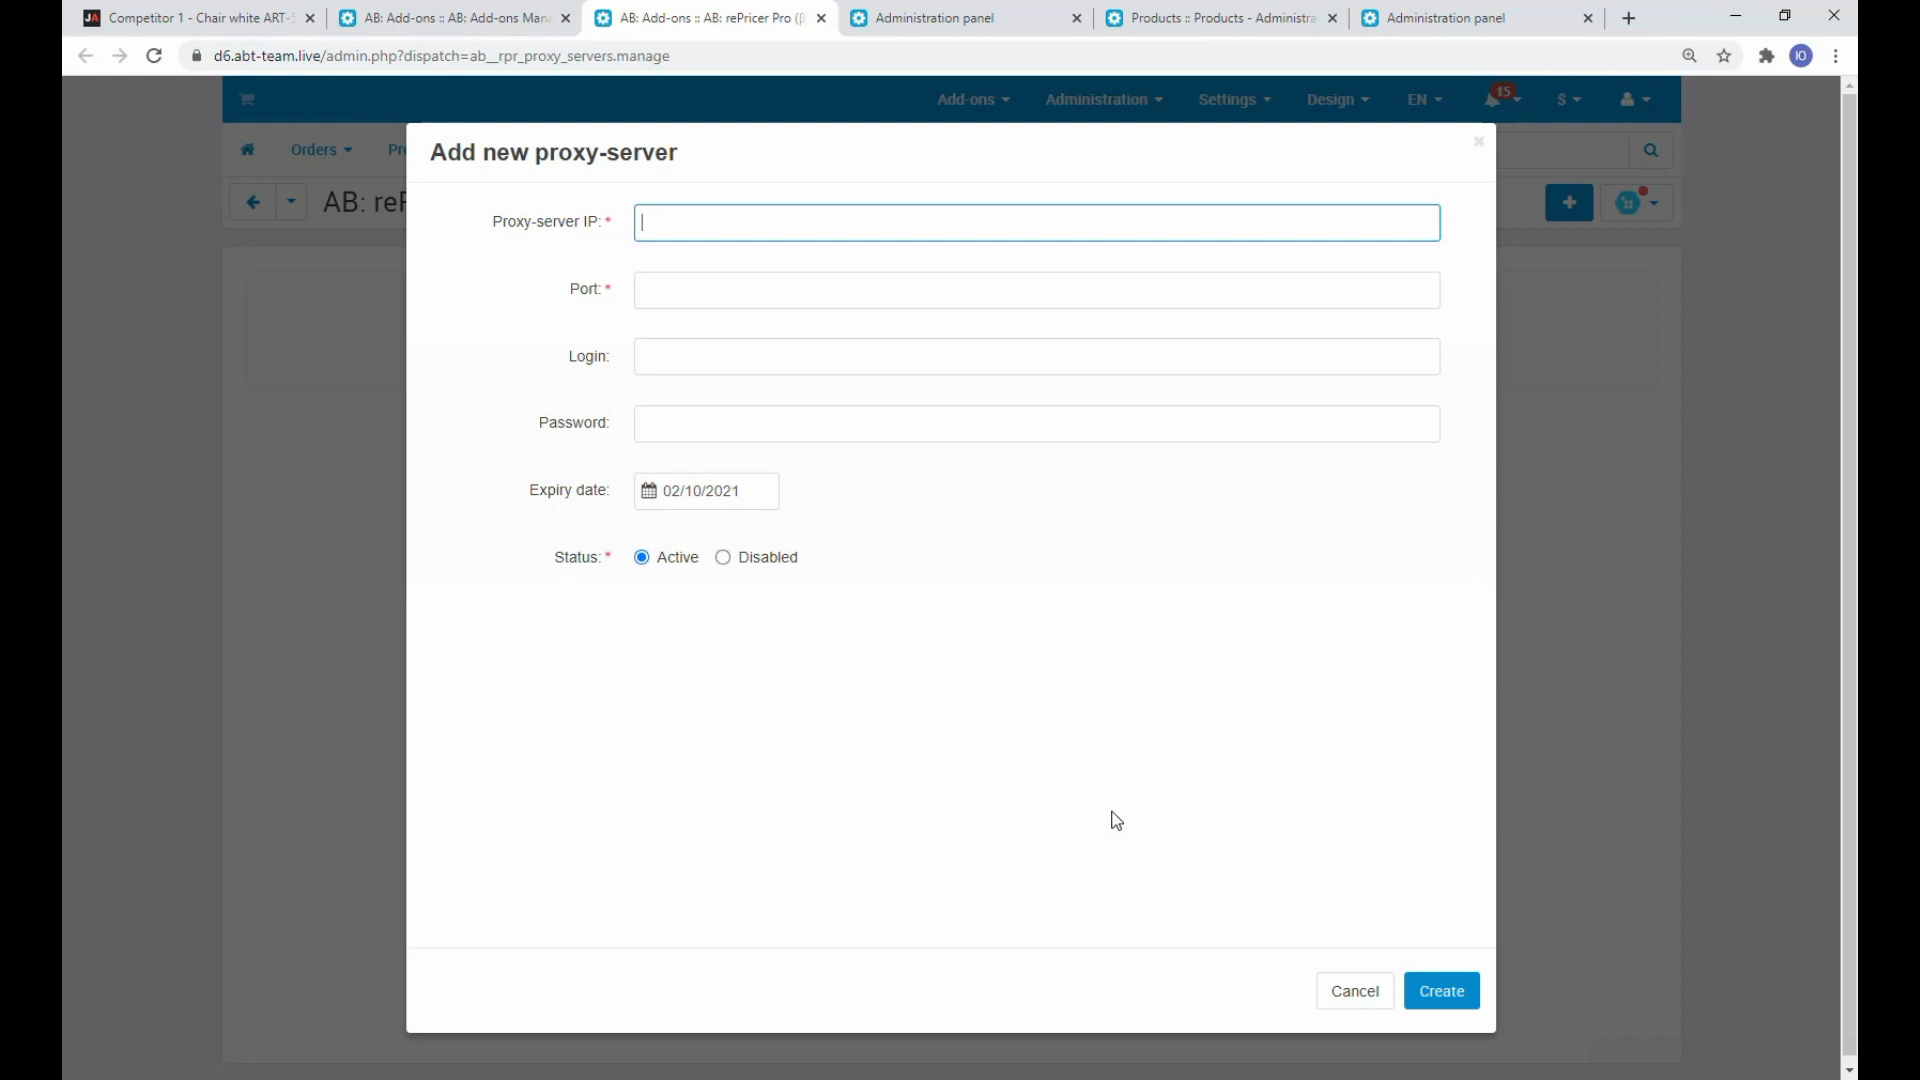 JA Competitor 1 - Chair white ART-
AB: Add-ons :: AB: Add-ons Man
AB: Add-ons :: AB: rePricer Pro (β
Administration panel
Products :: Products - Administra
Administration panel
d6.abt-team.live/admin.php?dispatch=ab__rpr_proxy_servers.manage
Ю
Add-ons
Administration
Settings
Design
EN
15
$
Orders
AB:
Add new proxy-server
Proxy-server IP: *
Port: *
Login:
Password:
Expiry date:
02/10/2021
Status: *
Active
Disabled
Cancel
Create